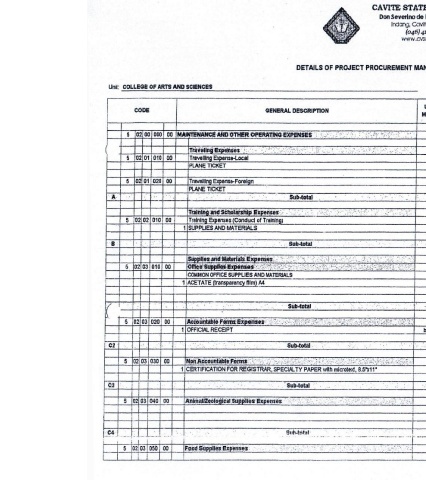 CAVITE STATE
Don Severino de
Indang, Cavi
(046) 4
www.cvs
DETAILS OF PROJECT PROCUREMENT MAN
Unit: COLLEGE OF ARTS AND SCIENCES
CODE GENERAL DESCRIPTION
5 02 00 000 00 MAINTENANCE AND OTHER OPERATING EXPENSES
Traveling Expenses
5 02 01 010 00 Travelling Expense-Local
PLANE TICKET
5 02 01 020 00 Travelling Expense-Foreign
PLANE TICKET
A Sub-total
Training and Scholarship Expenses
5 02 02 010 00 Training Expenses (Conduct of Training)
1 SUPPLIES AND MATERIALS
B Sub-total
Supplies and Materials Expenses
5 02 03 010 00 Office Supplies Expenses
COMMON OFFICE SUPPLIES AND MATERIALS
1 ACETATE (transparency film) A4
Sub-total
5 02 03 020 00 Accountable Forms Expenses
1 OFFICIAL RECEIPT
C2 Sub-total
5 02 03 030 00 Non Accountable Forms
1 CERTIFICATION FOR REGISTRAR, SPECIALTY PAPER with microtext, 8.5"x11"
C3 Sub-total
5 02 03 040 00 Animal/Zoological Supplies Expenses
C4 Sub-total
5 02 03 050 00 Food Supplies Expenses